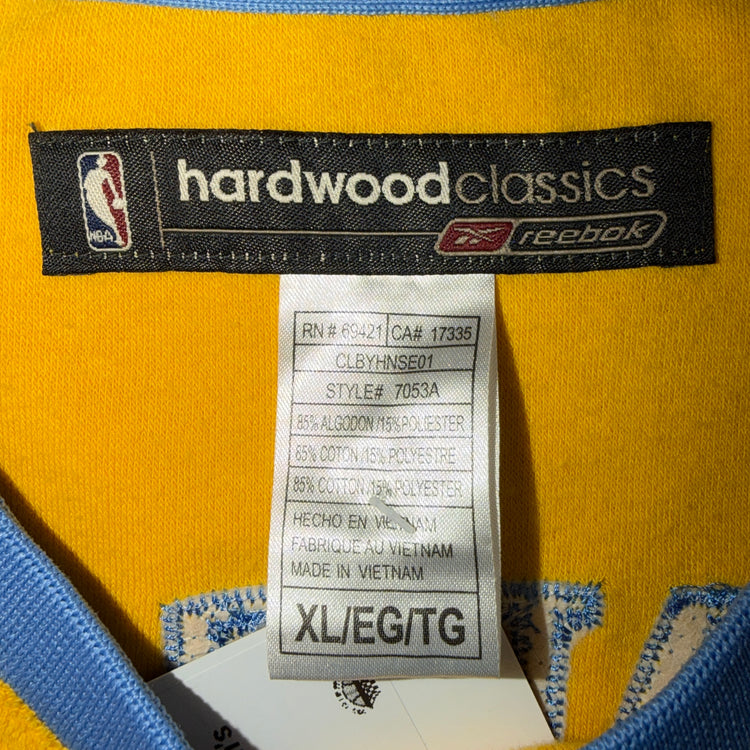 hardwoodclassics
NBA
reebok
RN # 69421 CA# 17335
CLBYHNSE01
STYLE# 7053A
85% ALGODON /15% POLIESTER
85% COTON /15% POLYESTRE
85% COTTON /15% POLYESTER
HECHO EN VIETNAM
FABRIQUE AU VIETNAM
MADE IN VIETNAM
XL/EG/TG